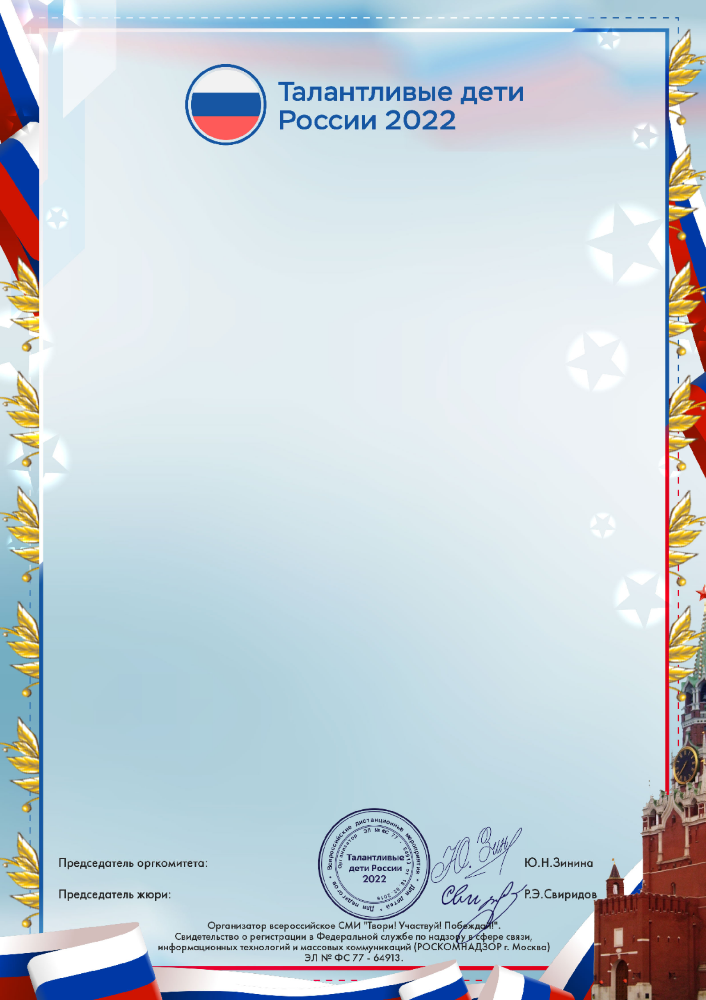 Талантливые дети
России 2022
Председатель оргкомитета:
Ю.Н.Зинина
Председатель жюри:
Р.Э.Свиридов
* Всероссийские дистанционные мероприятия * Для детей * Для педагогов
Организатор ЭЛ № ФС 77 - 64913 от 16.02.2016
Талантливые
дети России
2022
Ю. Зин
Сви
Организатор всероссийское СМИ "Твори! Участвуй! Побеждай!".
Свидетельство о регистрации в Федеральной службе по надзору в сфере связи,
информационных технологий и массовых коммуникаций (РОСКОМНАДЗОР г. Москва)
ЭЛ № ФС 77 - 64913.